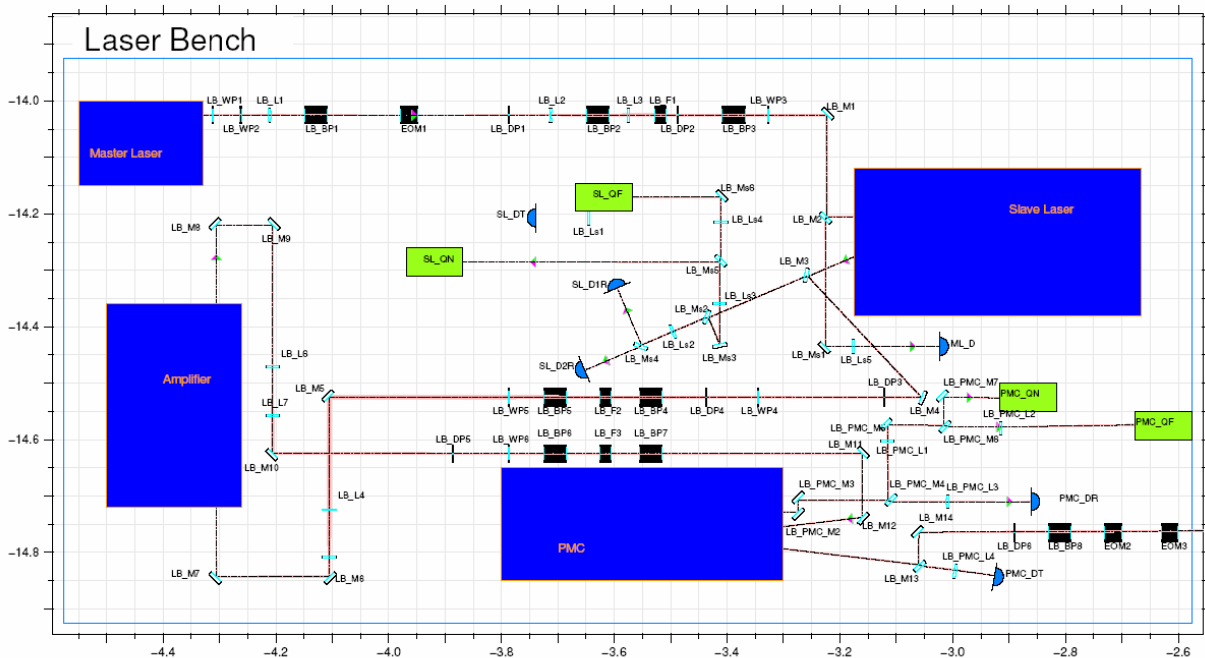 Laser Bench
−14.0
−14.2
−14.4
−14.6
−14.8
−4.4
−4.2
−4.0
−3.8
−3.6
−3.4
−3.2
−3.0
−2.8
−2.6
Master Laser
LB_WP1
LB_WP2
LB_L1
LB_BP1
EOM1
LB_DP1
LB_L2
LB_BP2
LB_L3
LB_F1
LB_DP2
LB_BP3
LB_WP3
LB_M1
Slave Laser
LB_M2
SL_QF
LB_Ms6
SL_DT
LB_Ls1
LB_Ls4
LB_M8
LB_M9
SL_QN
LB_Ms5
LB_M3
SL_D1R
LB_Ls3
LB_Ms2
LB_Ls2
LB_Ms4
LB_Ms3
LB_Ms1
LB_Ls5
ML_D
SL_D2R
Amplifier
LB_L6
LB_M5
LB_L7
LB_WP5
LB_BP5
LB_F2
LB_BP4
LB_DP4
LB_WP4
LB_DP3
LB_M4
LB_PMC_M7
PMC_QN
LB_PMC_L2
PMC_QF
LB_PMC_M5
LB_PMC_M6
LB_PMC_L1
LB_M10
LB_DP5
LB_WP6
LB_BP6
LB_F3
LB_BP7
LB_M11
LB_L4
LB_PMC_M3
LB_PMC_M4
LB_PMC_L3
PMC_DR
LB_PMC_M2
LB_M12
LB_M14
PMC
LB_DP6
LB_BP8
EOM2
EOM3
LB_M7
LB_M6
LB_M13
LB_PMC_L4
PMC_DT